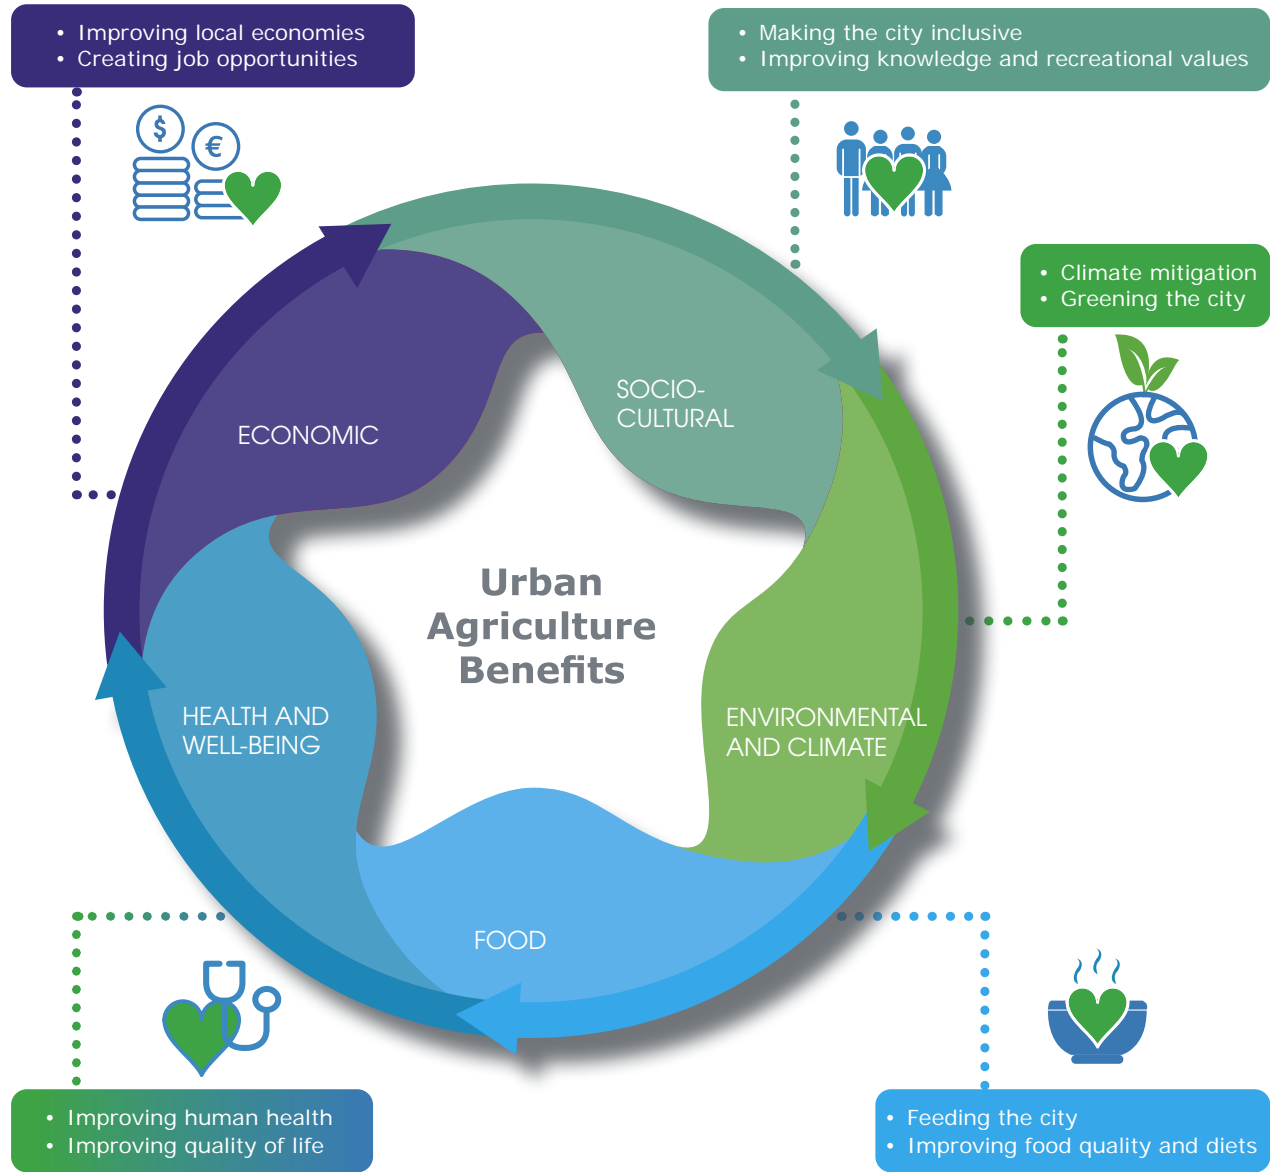 • Improving local economies
• Creating job opportunities
• Making the city inclusive
• Improving knowledge and recreational values
$
€
• Climate mitigation
• Greening the city
SOCIO-
CULTURAL
ECONOMIC
Urban
Agriculture
Benefits
HEALTH AND
WELL-BEING
ENVIRONMENTAL
AND CLIMATE
FOOD
• Improving human health
• Improving quality of life
• Feeding the city
• Improving food quality and diets